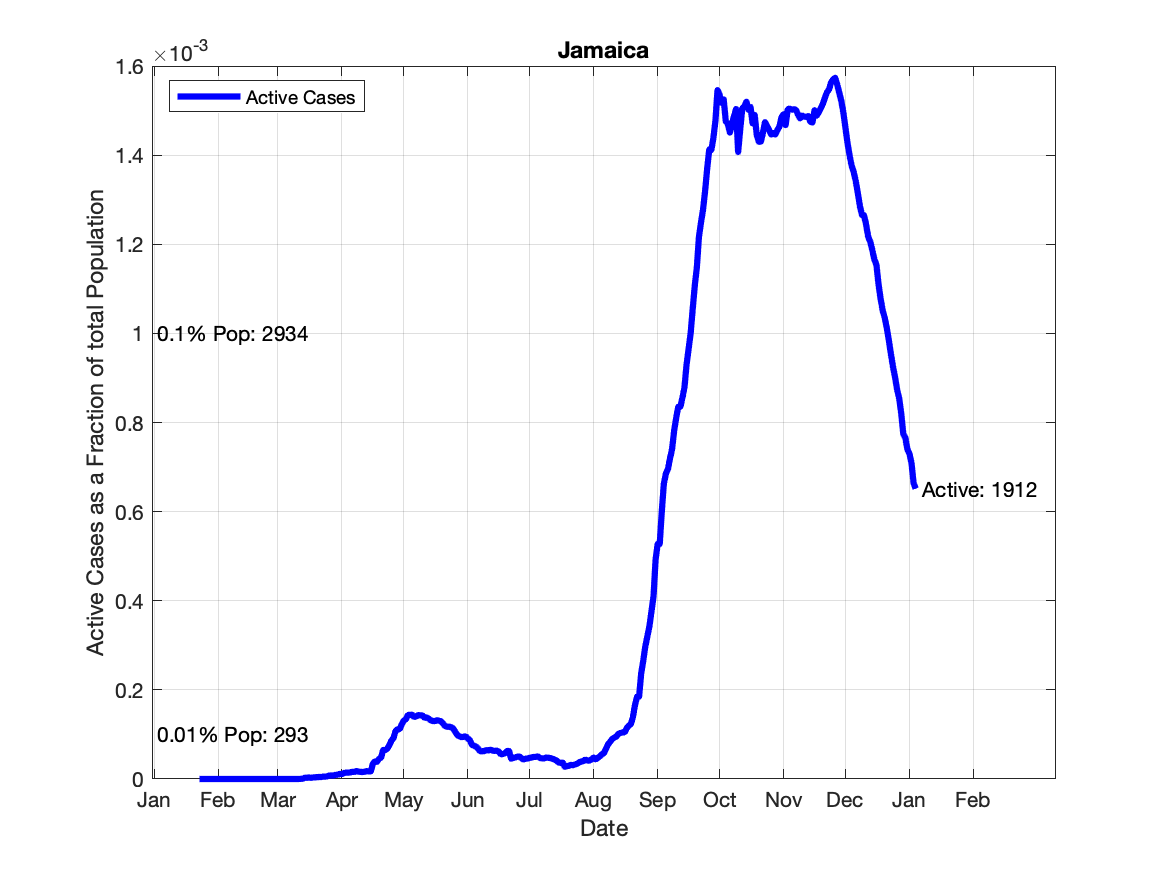 Jamaica
×10-3
Active Cases
1.6
1.4
1.2
1
0.8
0.6
0.4
0.2
0
Active Cases as a Fraction of total Population
0.1% Pop: 2934
0.01% Pop: 293
Active: 1912
Jan Feb Mar Apr May Jun Jul Aug Sep Oct Nov Dec Jan Feb
Date